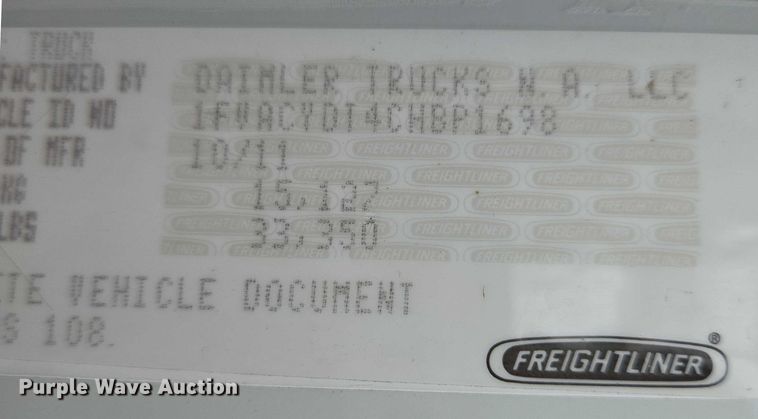 TRUCK
FACTURED BY DAIMLER TRUCKS N.A. LLC
CLE ID NO 1FVACYDT4CHBP1698
OF MFR 10/11
KG 15,127
LBS 33,350
TE VEHICLE DOCUMENT
S 108.
FREIGHTLINER®
Purple Wave Auction